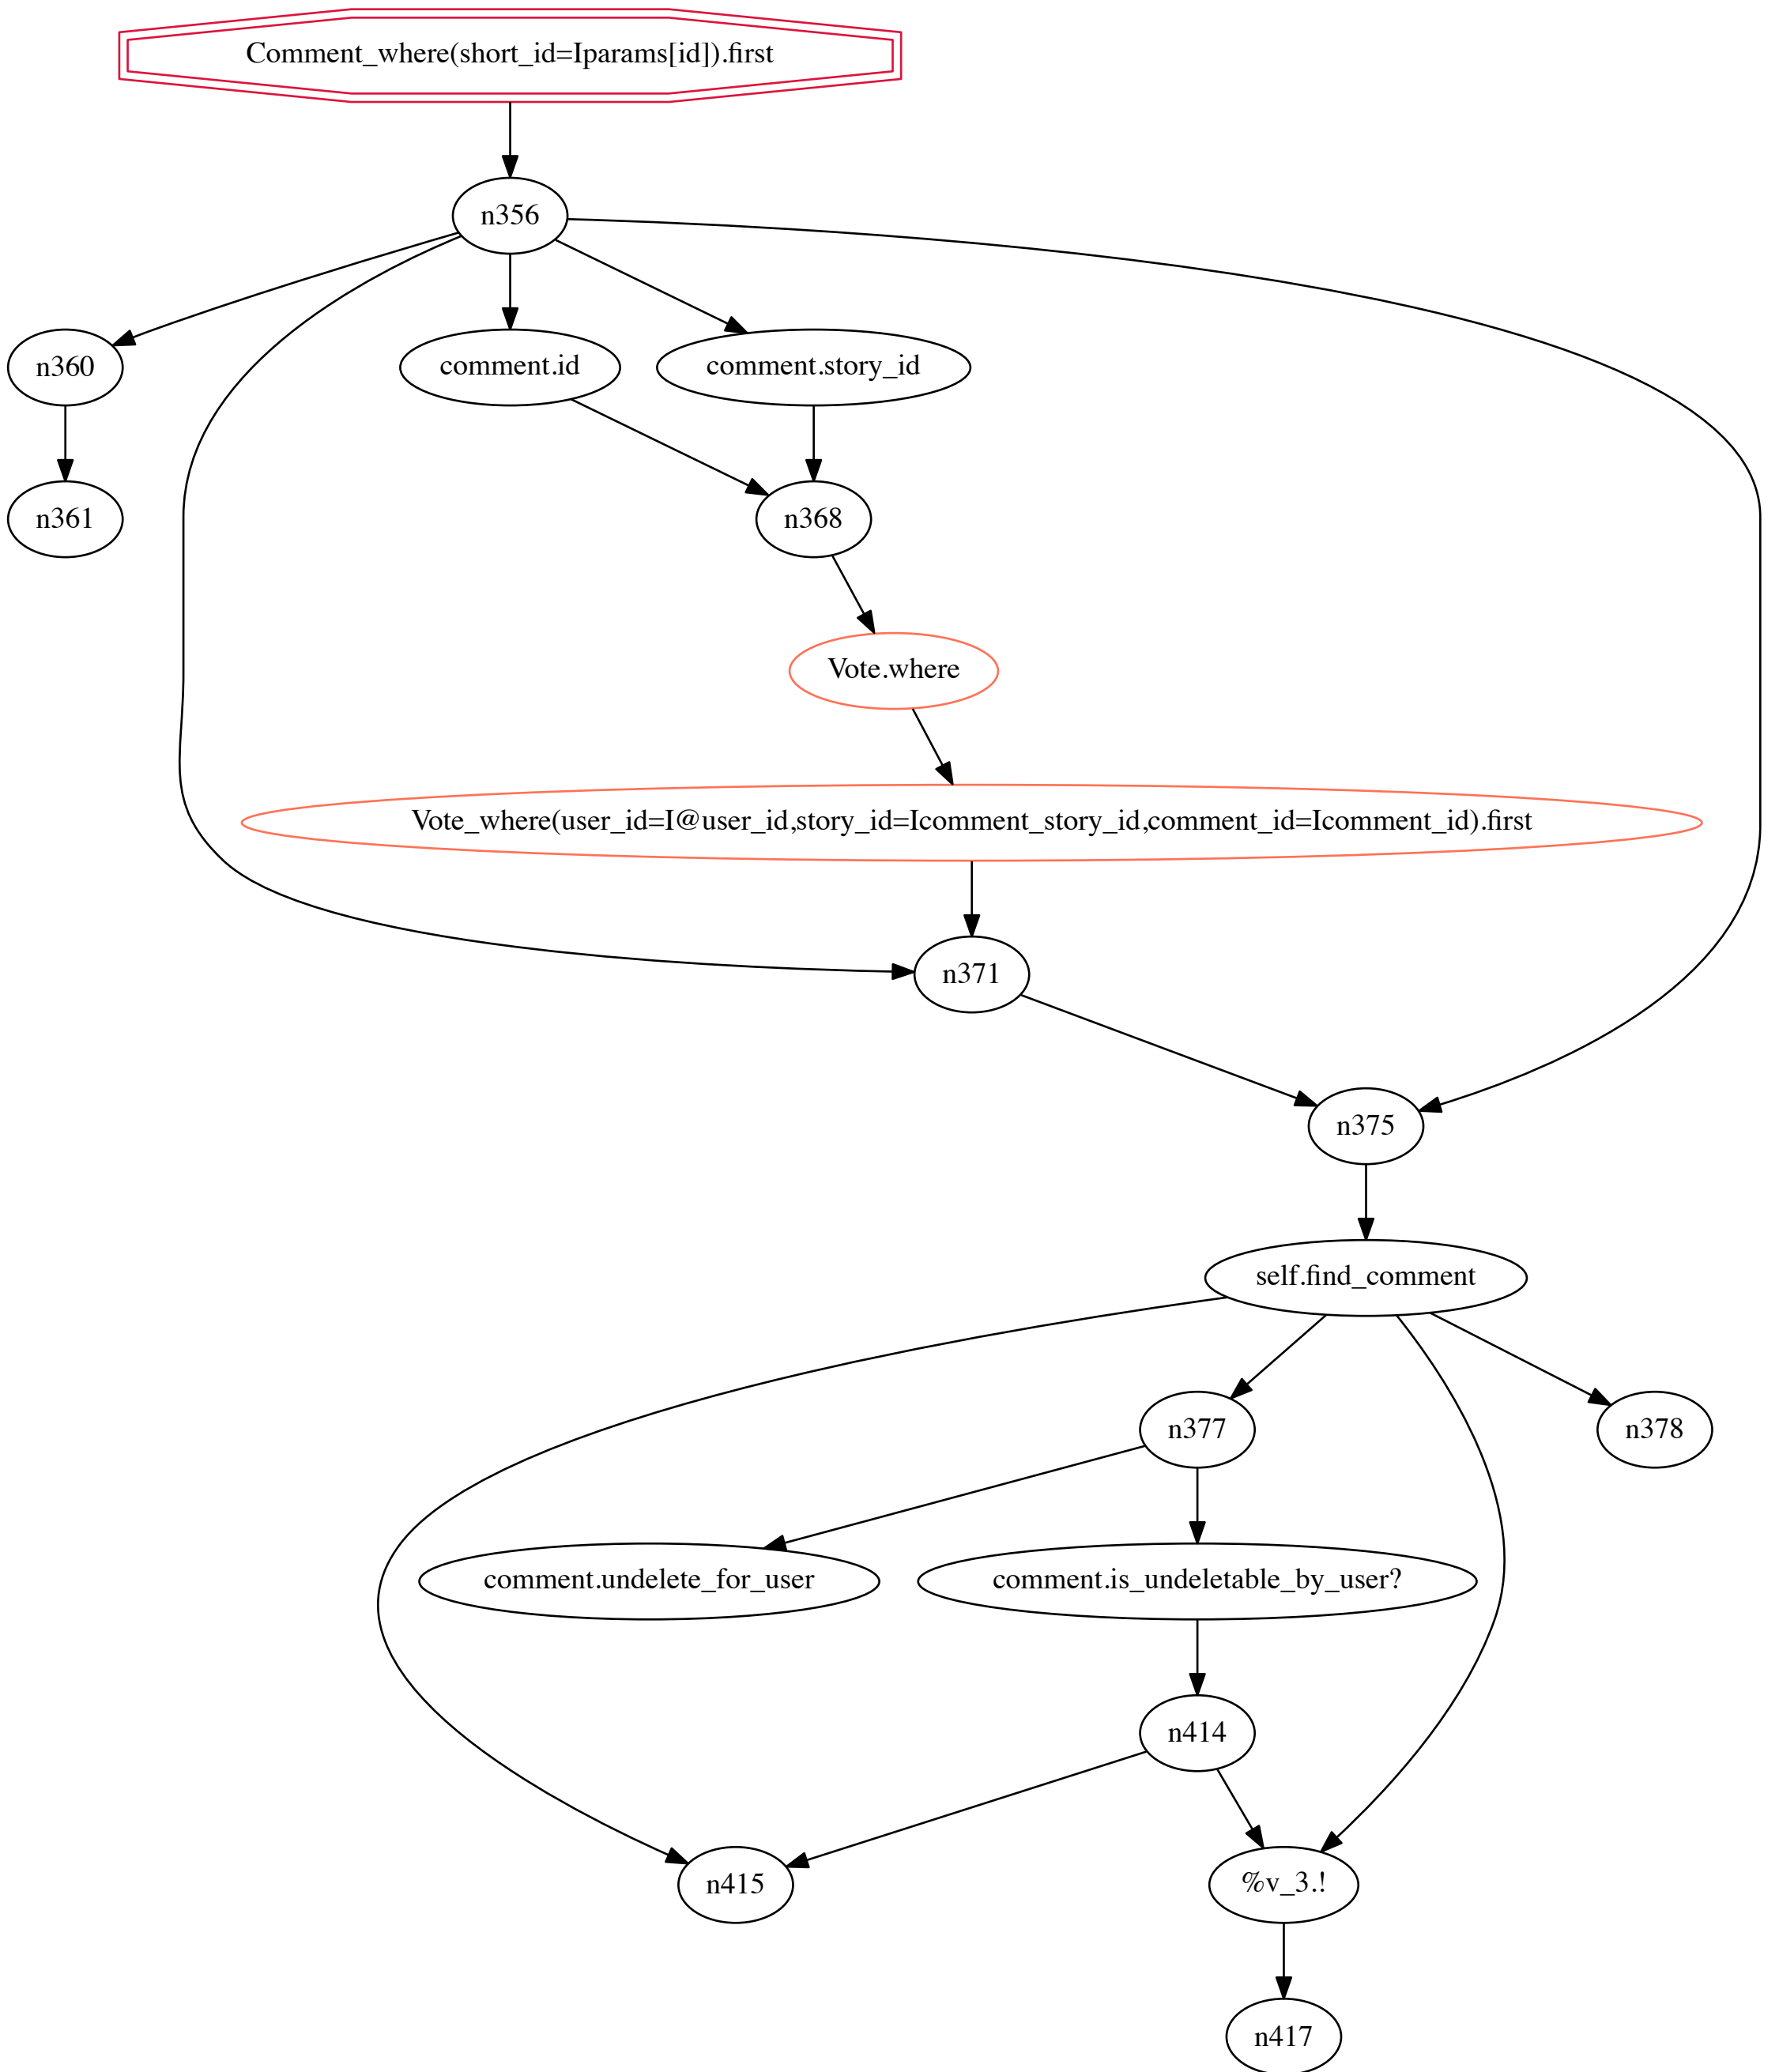 Comment_where(short_id=Iparams[id]).first
n356
n360
comment.id
comment.story_id
n361
n368
Vote.where
Vote_where(user_id=I@user_id,story_id=Icomment_story_id,comment_id=Icomment_id).first
n371
n375
self.find_comment
n377
n378
comment.undelete_for_user
comment.is_undeletable_by_user?
n414
n415
%v_3.!
n417